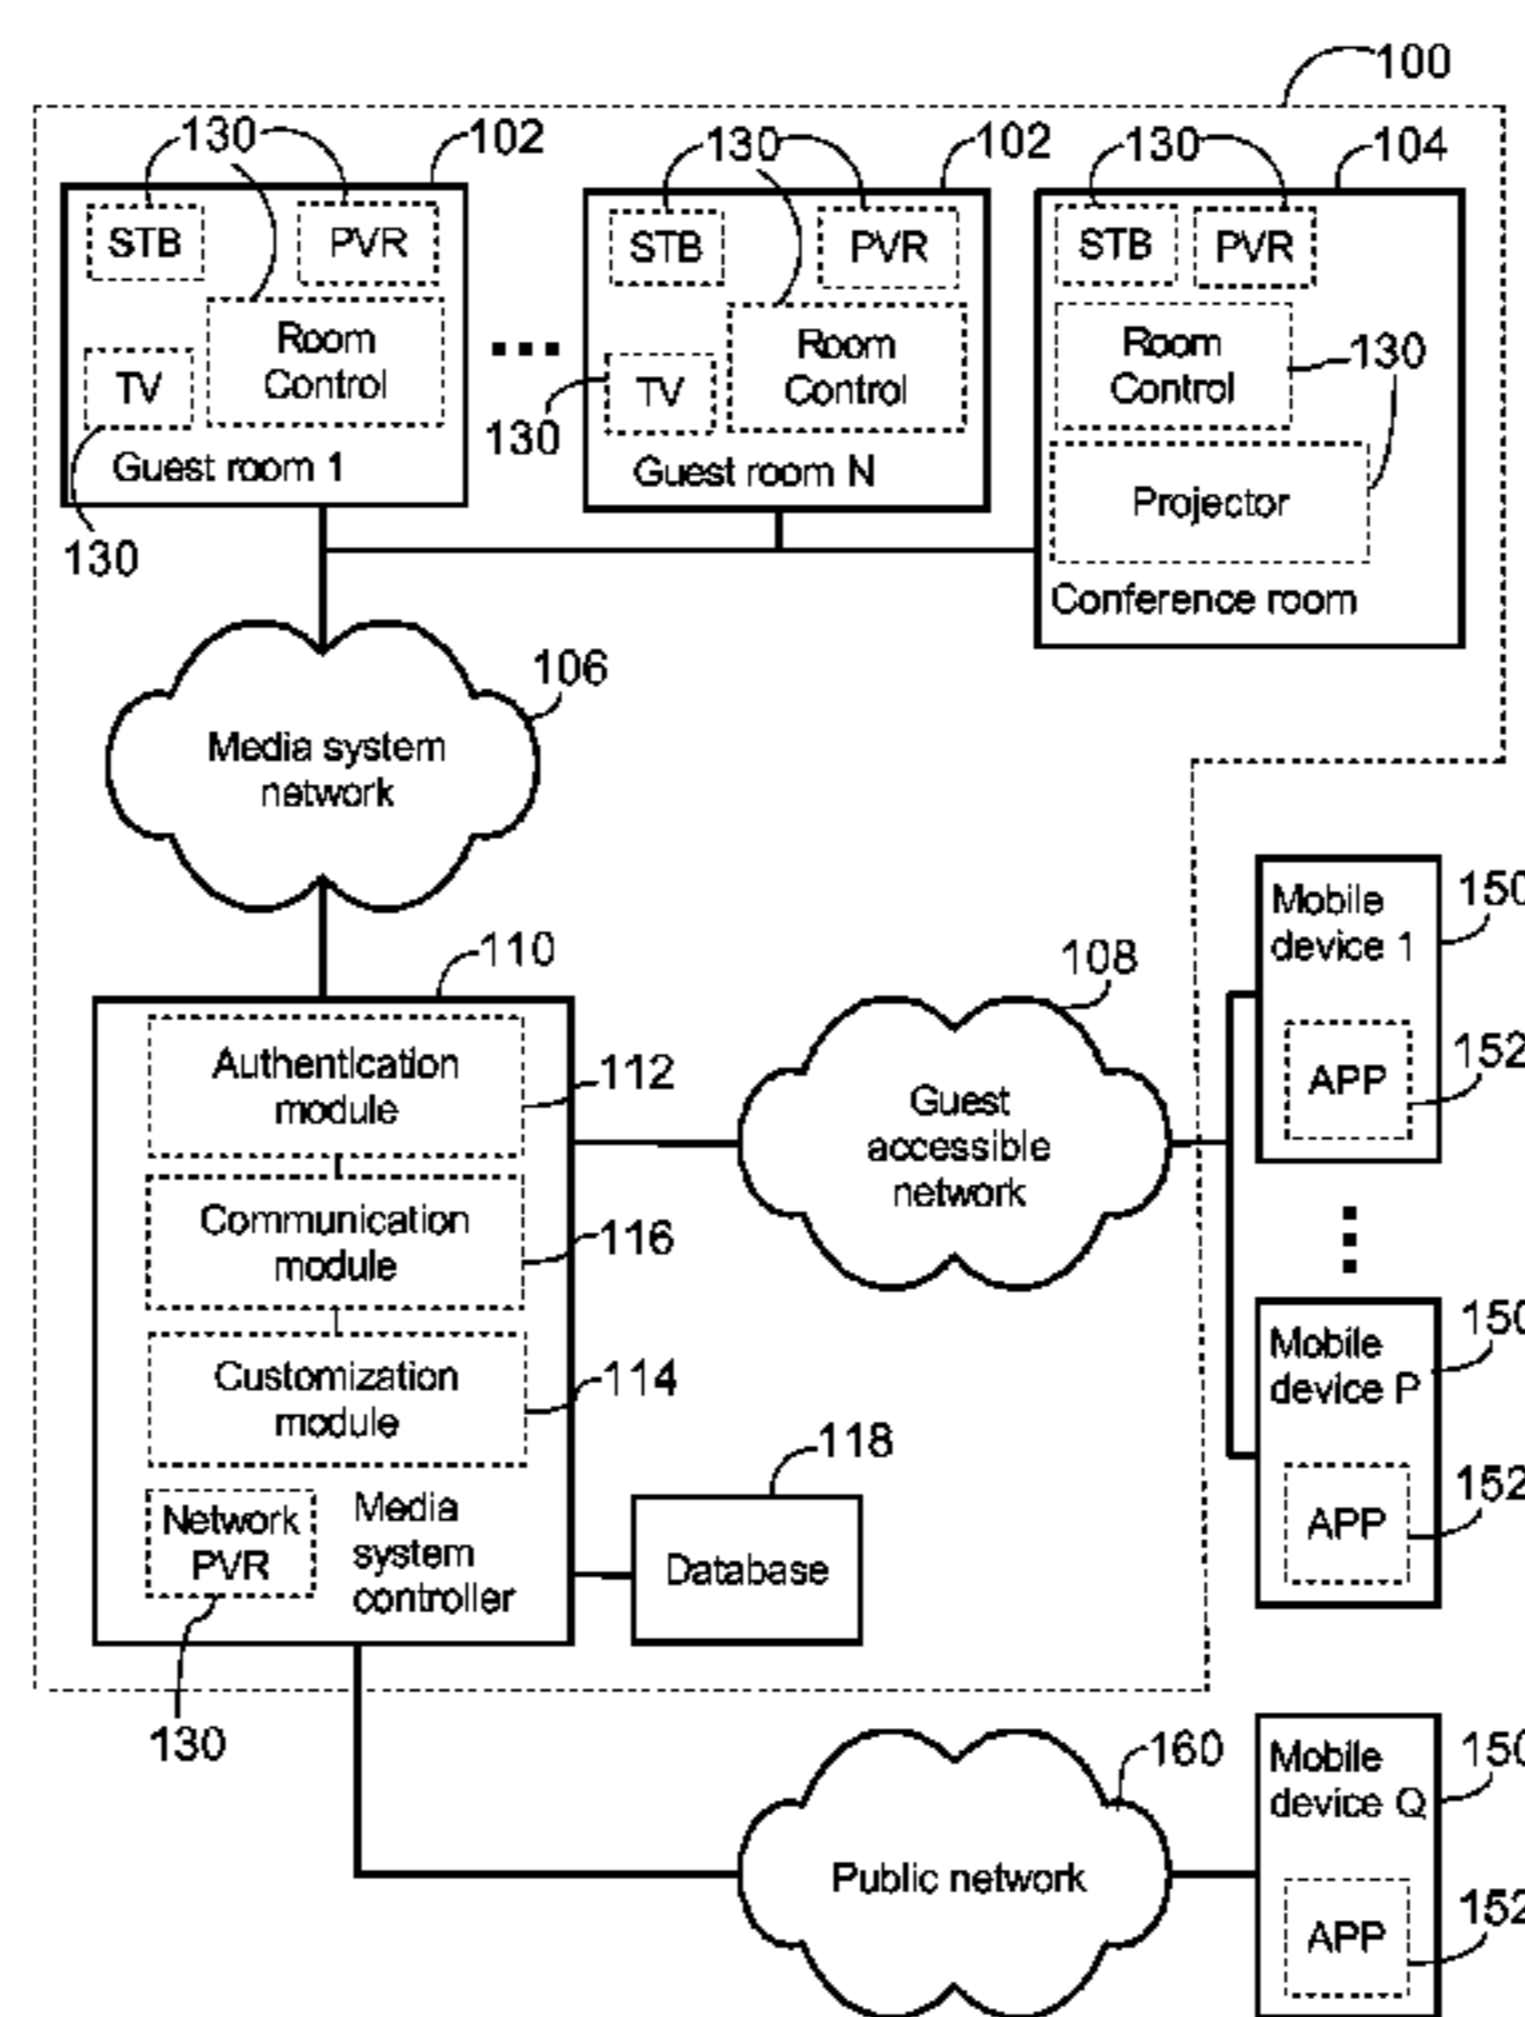 100
130
102
130
102
130
104
STB
PVR
STB
PVR
STB
PVR
Room
Control
TV
Guest room 1
130
Room
Control
TV
130
Guest room N
Room
Control
130
Projector
Conference room
106
Media system
network
110
Authentication
module
112
Communication
module
116
Customization
module
114
Network
PVR
Media
system
controller
130
118
Database
108
Guest
accessible
network
Mobile
device 1
150
APP
152
Mobile
device P
150
APP
152
160
Public network
Mobile
device Q
150
APP
152